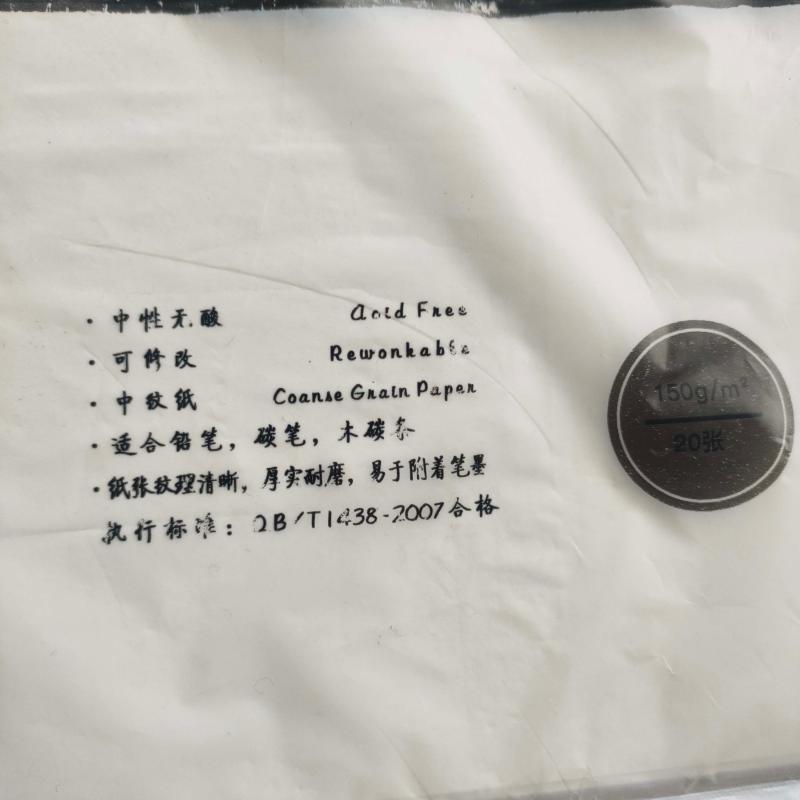 · 中性无酸 Acid Free
· 可修改 Reworkable
· 中纹纸 Coarse Grain Paper
· 适合铅笔，碳笔，木碳条
· 纸张纹理清晰，厚实耐磨，易于附着笔墨
执行标准：QB/T1438-2007合格
150g/m²
20张